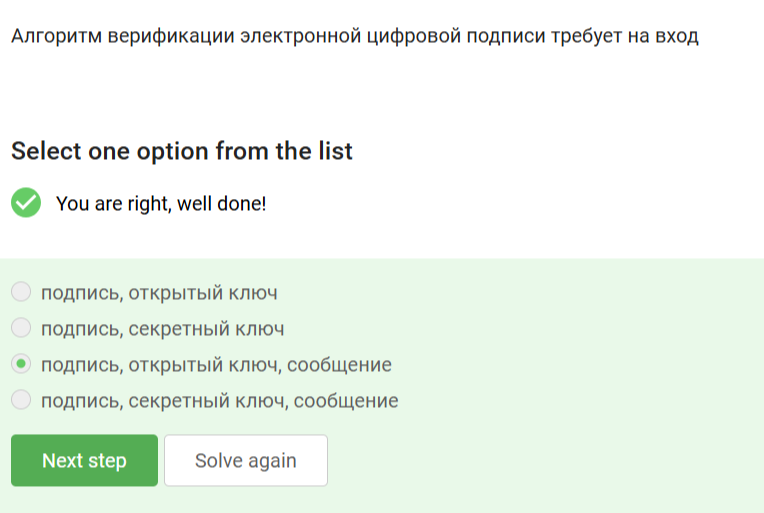 Алгоритм верификации электронной цифровой подписи требует на вход
Select one option from the list
You are right, well done!
подпись, открытый ключ
подпись, секретный ключ
подпись, открытый ключ, сообщение
подпись, секретный ключ, сообщение
Next step
Solve again